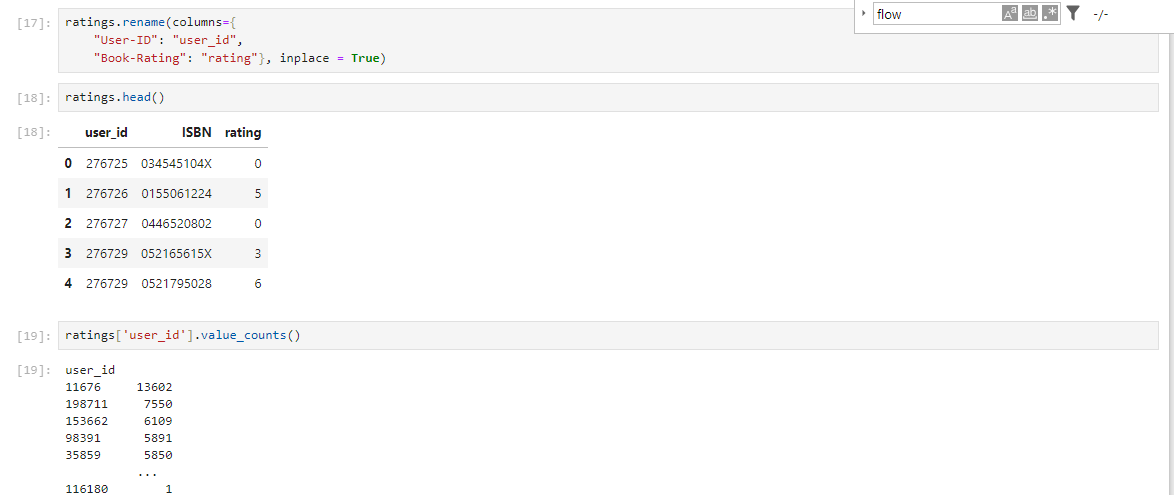 flow
-/-
[17]: ratings.rename(columns={
"User-ID": "user_id",
"Book-Rating": "rating"}, inplace = True)
[18]: ratings.head()
[18]: user_id ISBN rating
0 276725 034545104X 0
1 276726 0155061224 5
2 276727 0446520802 0
3 276729 052165615X 3
4 276729 0521795028 6
[19]: ratings['user_id'].value_counts()
[19]: user_id
11676 13602
198711 7550
153662 6109
98391 5891
35859 5850
...
116180 1